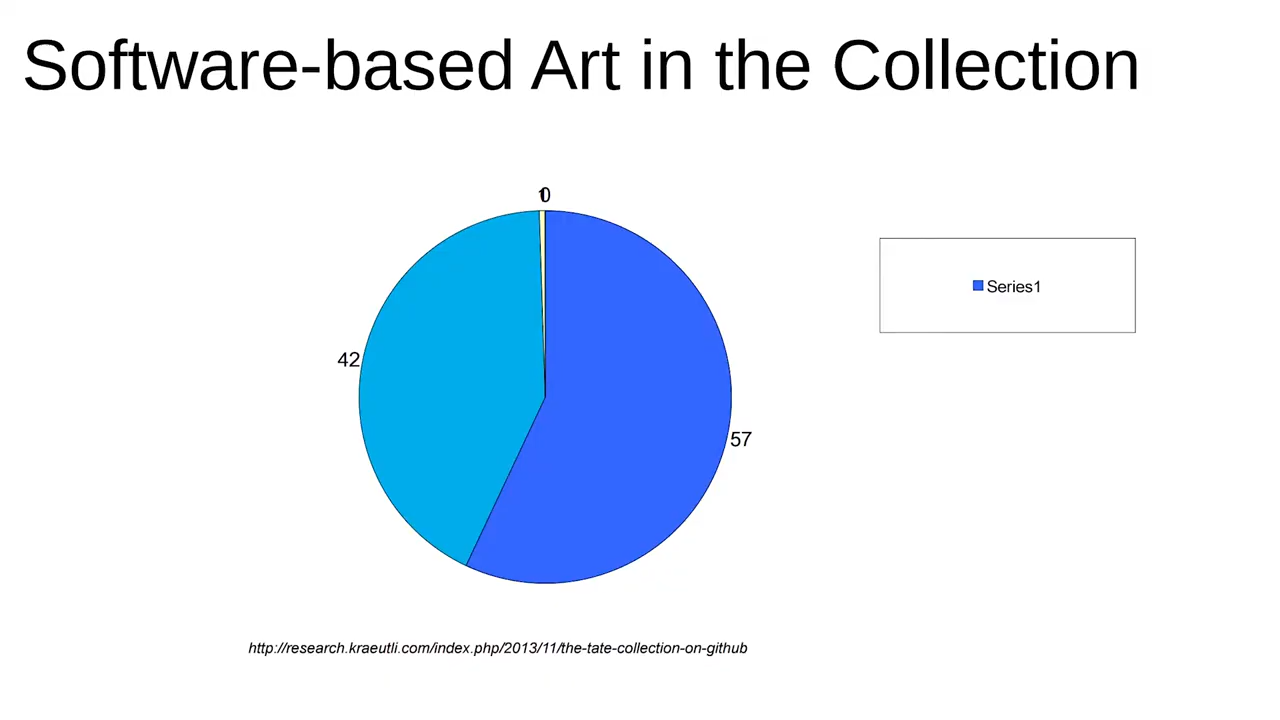 Software-based Art in the Collection
0
Series1
42
57
http://research.kraeutli.com/index.php/2013/11/the-tate-collection-on-github